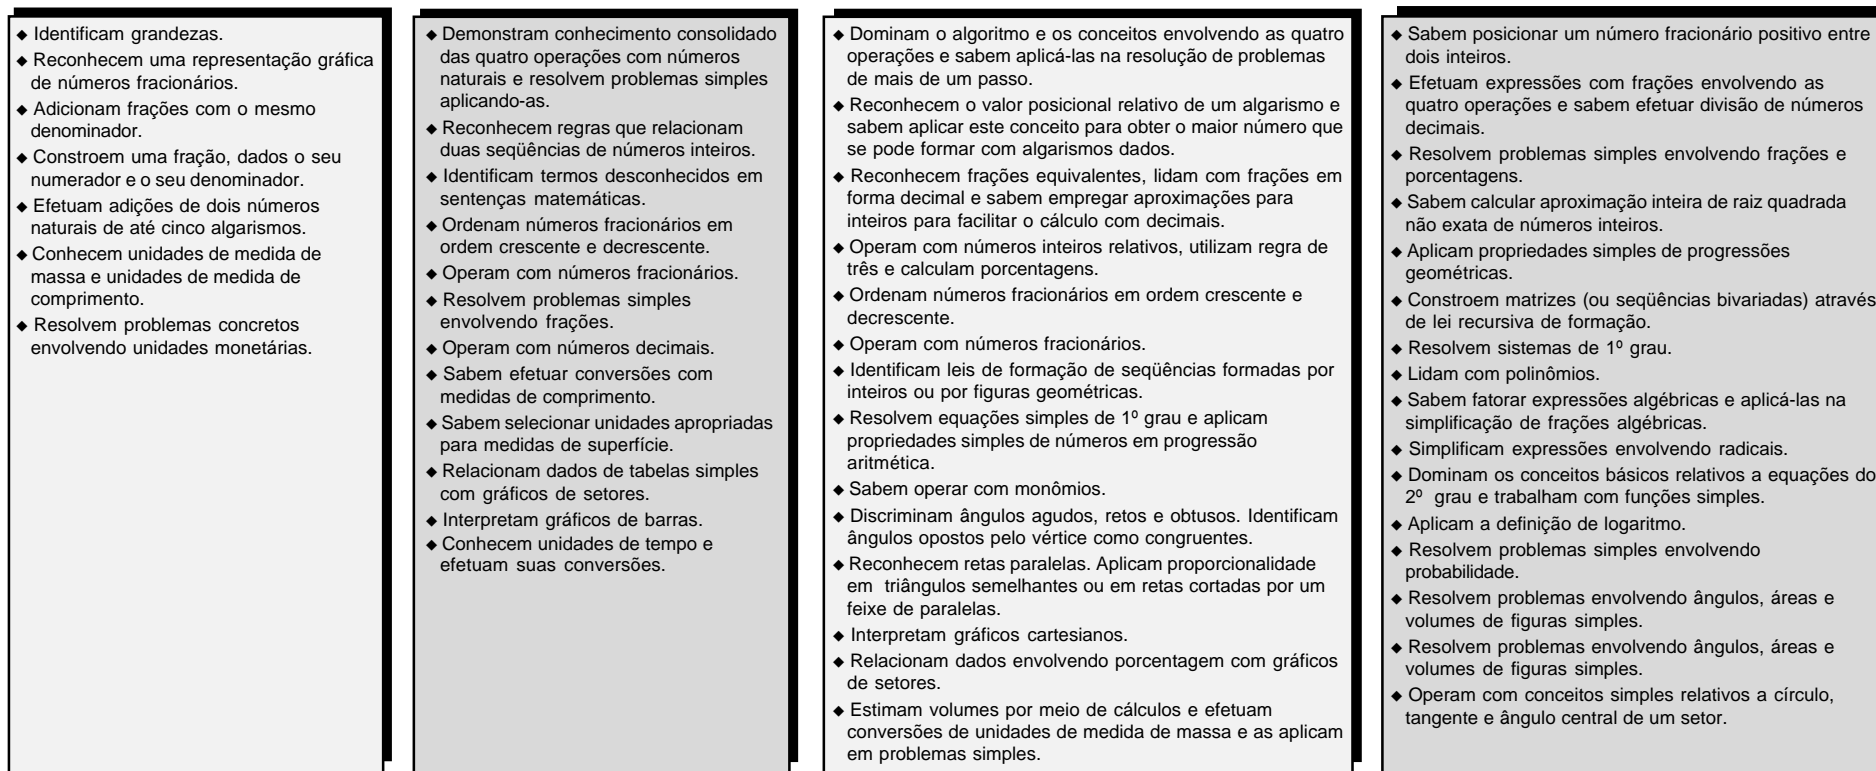 ◆ Identificam grandezas.
◆ Reconhecem uma representação gráfica
de números fracionários.
◆ Adicionam frações com o mesmo
denominador.
◆ Constroem uma fração, dados o seu
numerador e o seu denominador.
◆ Efetuam adições de dois números
naturais de até cinco algarismos.
◆ Conhecem unidades de medida de
massa e unidades de medida de
comprimento.
◆ Resolvem problemas concretos
envolvendo unidades monetárias.
◆ Demonstram conhecimento consolidado
das quatro operações com números
naturais e resolvem problemas simples
aplicando-as.
◆ Reconhecem regras que relacionam
duas seqüências de números inteiros.
◆ Identificam termos desconhecidos em
sentenças matemáticas.
◆ Ordenam números fracionários em
ordem crescente e decrescente.
◆ Operam com números fracionários.
◆ Resolvem problemas simples
envolvendo frações.
◆ Operam com números decimais.
◆ Sabem efetuar conversões com
medidas de comprimento.
◆ Sabem selecionar unidades apropriadas
para medidas de superfície.
◆ Relacionam dados de tabelas simples
com gráficos de setores.
◆ Interpretam gráficos de barras.
◆ Conhecem unidades de tempo e
efetuam suas conversões.
◆ Dominam o algoritmo e os conceitos envolvendo as quatro
operações e sabem aplicá-las na resolução de problemas
de mais de um passo.
◆ Reconhecem o valor posicional relativo de um algarismo e
sabem aplicar este conceito para obter o maior número que
se pode formar com algarismos dados.
◆ Reconhecem frações equivalentes, lidam com frações em
forma decimal e sabem empregar aproximações para
inteiros para facilitar o cálculo com decimais.
◆ Operam com números inteiros relativos, utilizam regra de
três e calculam porcentagens.
◆ Ordenam números fracionários em ordem crescente e
decrescente.
◆ Operam com números fracionários.
◆ Identificam leis de formação de seqüências formadas por
inteiros ou por figuras geométricas.
◆ Resolvem equações simples de 1º grau e aplicam
propriedades simples de números em progressão
aritmética.
◆ Sabem operar com monômios.
◆ Discriminam ângulos agudos, retos e obtusos. Identificam
ângulos opostos pelo vértice como congruentes.
◆ Reconhecem retas paralelas. Aplicam proporcionalidade
em triângulos semelhantes ou em retas cortadas por um
feixe de paralelas.
◆ Interpretam gráficos cartesianos.
◆ Relacionam dados envolvendo porcentagem com gráficos
de setores.
◆ Estimam volumes por meio de cálculos e efetuam
conversões de unidades de medida de massa e as aplicam
em problemas simples.
◆ Sabem posicionar um número fracionário positivo entre
dois inteiros.
◆ Efetuam expressões com frações envolvendo as
quatro operações e sabem efetuar divisão de números
decimais.
◆ Resolvem problemas simples envolvendo frações e
porcentagens.
◆ Sabem calcular aproximação inteira de raiz quadrada
não exata de números inteiros.
◆ Aplicam propriedades simples de progressões
geométricas.
◆ Constroem matrizes (ou seqüências bivariadas) através
de lei recursiva de formação.
◆ Resolvem sistemas de 1º grau.
◆ Lidam com polinômios.
◆ Sabem fatorar expressões algébricas e aplicá-las na
simplificação de frações algébricas.
◆ Simplificam expressões envolvendo radicais.
◆ Dominam os conceitos básicos relativos a equações do
2º grau e trabalham com funções simples.
◆ Aplicam a definição de logaritmo.
◆ Resolvem problemas simples envolvendo
probabilidade.
◆ Resolvem problemas envolvendo ângulos, áreas e
volumes de figuras simples.
◆ Resolvem problemas envolvendo ângulos, áreas e
volumes de figuras simples.
◆ Operam com conceitos simples relativos a círculo,
tangente e ângulo central de um setor.